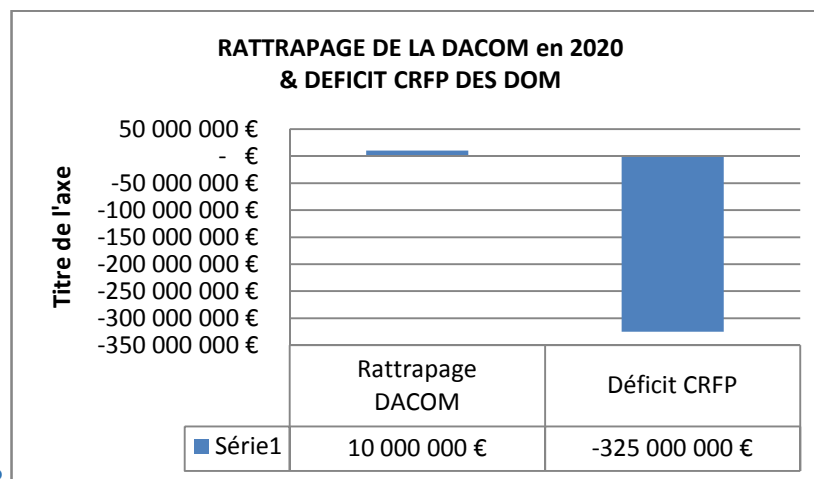 RATTRAPAGE DE LA DACOM en 2020
& DEFICIT CRFP DES DOM
Titre de l'axe
50 000 000 €
- €
-50 000 000 €
-100 000 000 €
-150 000 000 €
-200 000 000 €
-250 000 000 €
-300 000 000 €
-350 000 000 €
Rattrapage
DACOM
Déficit CRFP
Série1
10 000 000 €
-325 000 000 €